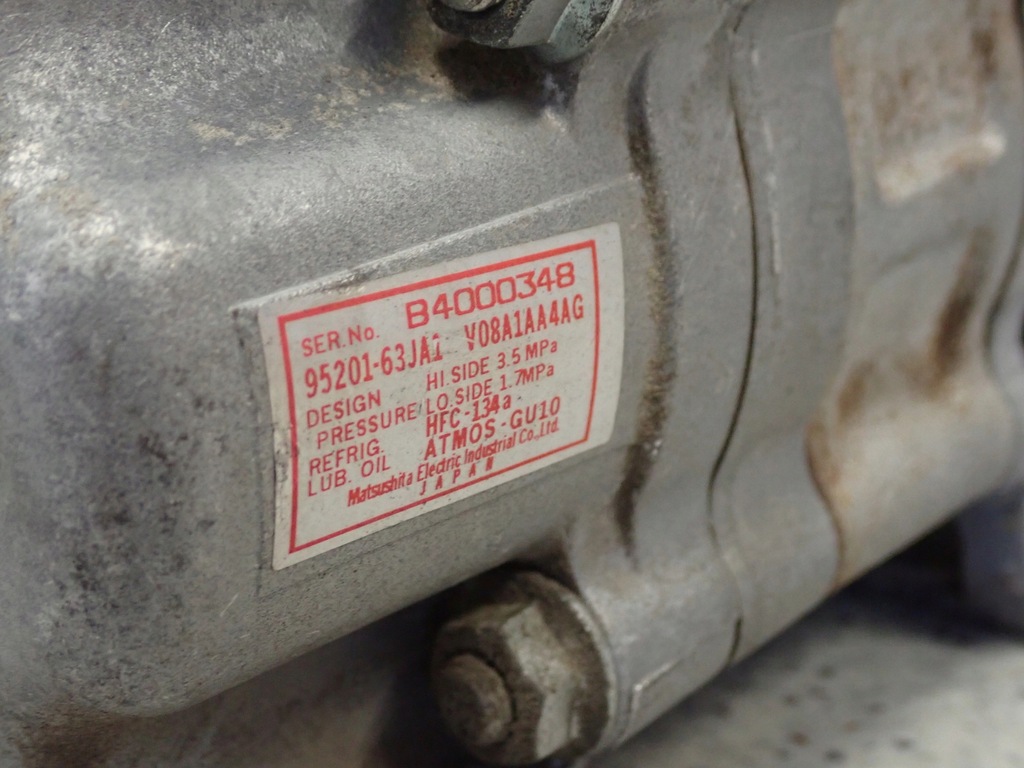 SER.No. B4000348
95201-63JA1 V08A1AA4AG
DESIGN HI.SIDE 3.5 MPa
PRESSURE/LO.SIDE 1.7MPa
REFRIG. HFC-134a
LUB. OIL ATMOS-GU10
Matsushita Electric Industrial Co.,Ltd.
JAPAN